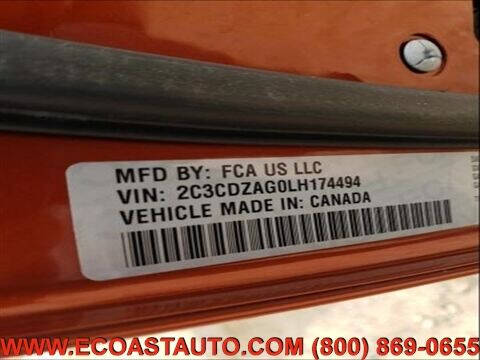 MFD BY: FCA US LLC
VIN: 2C3CDZAG0LH174494
VEHICLE MADE IN: CANADA
WWW.ECOASTAUTO.COM (800) 869-0655